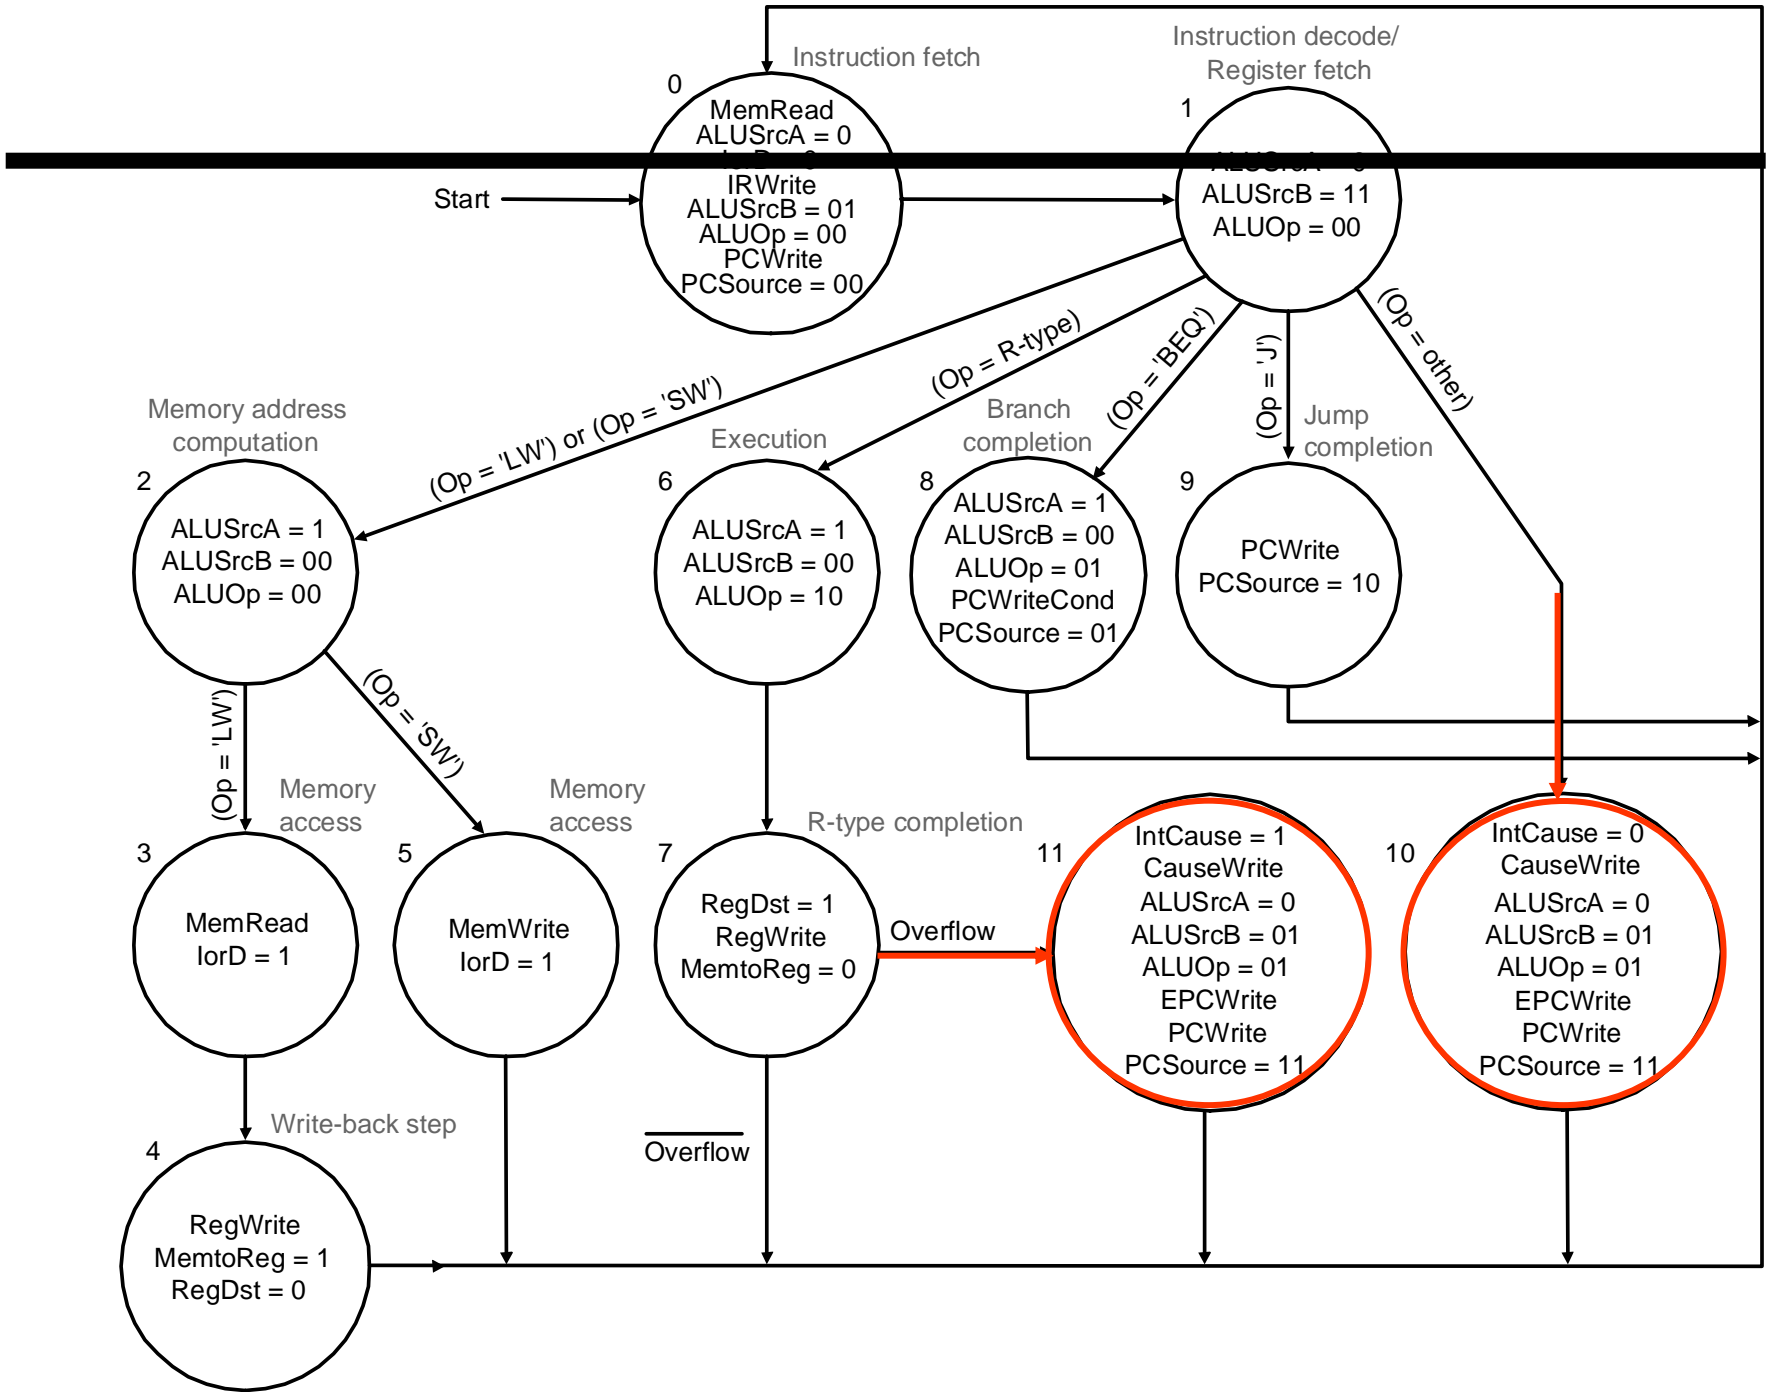 Instruction fetch
Instruction decode/
Register fetch
0
MemRead
ALUSrcA = 0
IRWrite
ALUSrcB = 01
ALUOp = 00
PCWrite
PCSource = 00
Start
1
ALUSrcB = 11
ALUOp = 00
(Op = 'LW') or (Op = 'SW')
(Op = R-type)
(Op = 'BEQ')
(Op = 'J')
(Op = other)
Memory address
computation
2
ALUSrcA = 1
ALUSrcB = 00
ALUOp = 00
Execution
6
ALUSrcA = 1
ALUSrcB = 00
ALUOp = 10
Branch
completion
8
ALUSrcA = 1
ALUSrcB = 00
ALUOp = 01
PCWriteCond
PCSource = 01
Jump
completion
9
PCWrite
PCSource = 10
(Op = 'LW')
(Op = 'SW')
Memory
access
3
MemRead
IorD = 1
Memory
access
5
MemWrite
IorD = 1
R-type completion
7
RegDst = 1
RegWrite
MemtoReg = 0
Overflow
11
IntCause = 1
CauseWrite
ALUSrcA = 0
ALUSrcB = 01
ALUOp = 01
EPCWrite
PCWrite
PCSource = 11
10
IntCause = 0
CauseWrite
ALUSrcA = 0
ALUSrcB = 01
ALUOp = 01
EPCWrite
PCWrite
PCSource = 11
Write-back step
4
RegWrite
MemtoReg = 1
RegDst = 0
Overflow